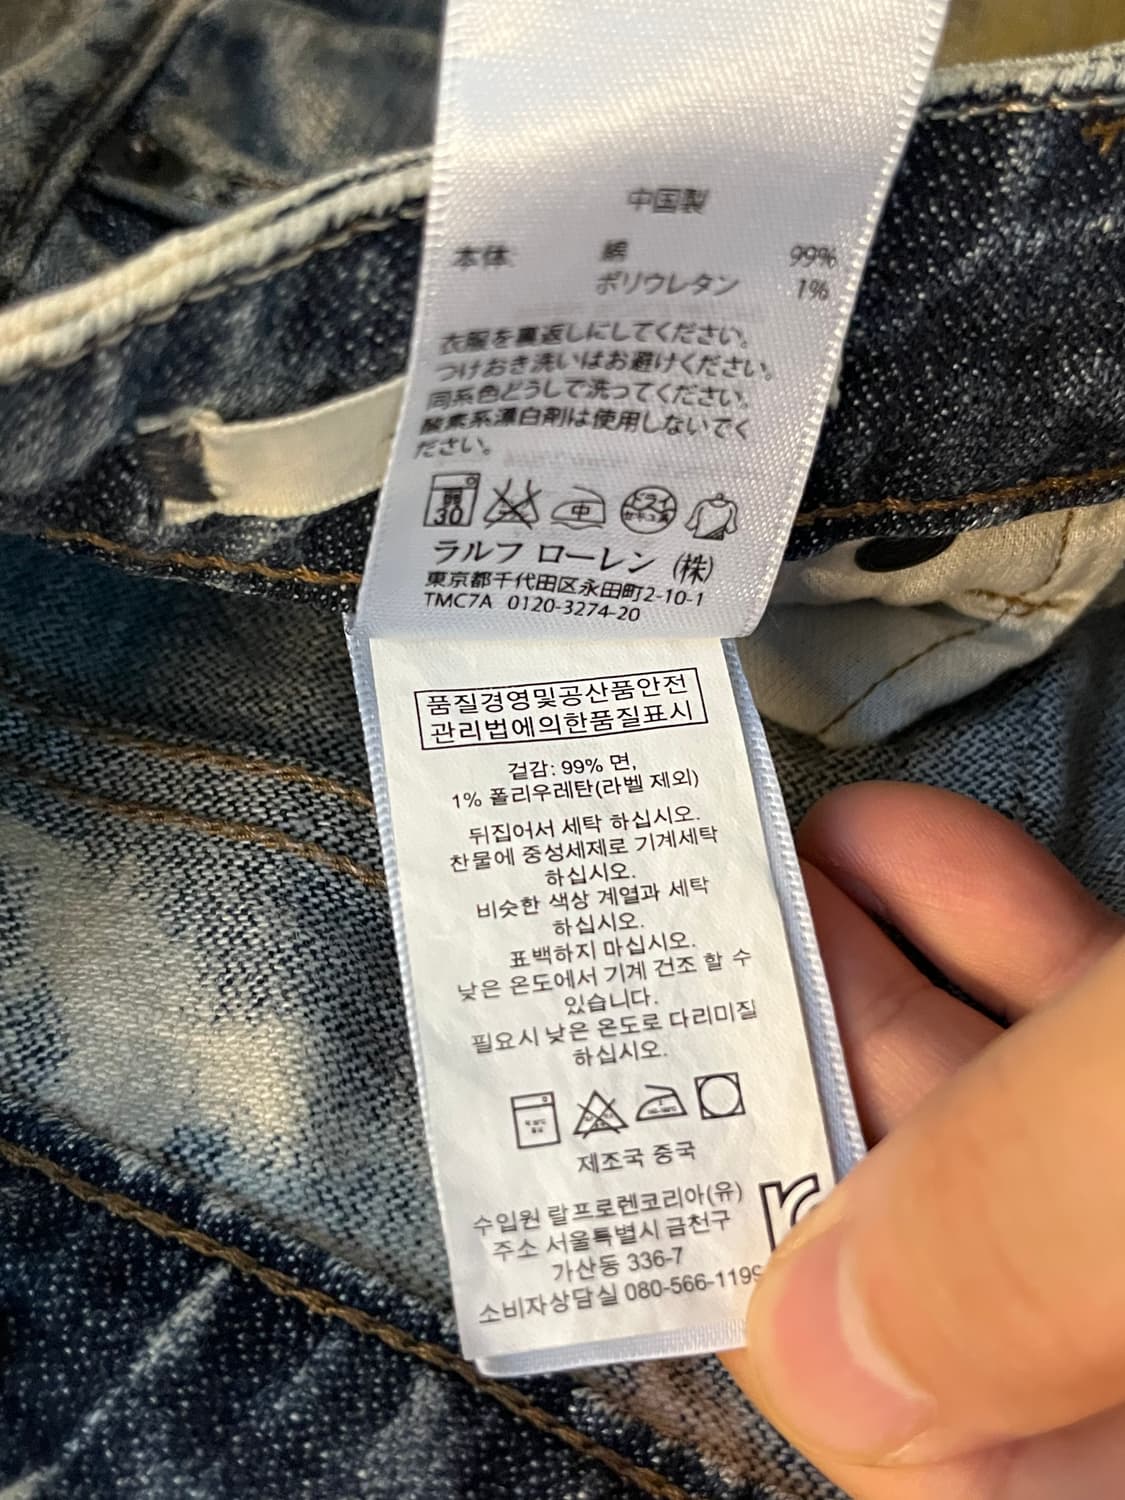 中国製
本体: 綿 99%
ポリウレタン 1%
衣服を裏返しにしてください。
つけおき洗いはお避けください。
同系色どうしで洗ってください。
酸素系漂白剤は使用しないでく
ださい。
30 中 ドライ
ラルフ ローレン (株)
東京都千代田区永田町2-10-1
TMC7A 0120-3274-20
품질경영및공산품안전
관리법에의한품질표시
겉감: 99% 면,
1% 폴리우레탄(라벨 제외)
뒤집어서 세탁 하십시오.
찬물에 중성세제로 기계세탁
하십시오.
비슷한 색상 계열과 세탁
하십시오.
표백하지 마십시오.
낮은 온도에서 기계 건조 할 수
있습니다.
필요시 낮은 온도로 다리미질
하십시오.
제조국 중국
수입원 랄프로렌코리아(유)
주소 서울특별시 금천구
가산동 336-7
소비자상담실 080-566-1199